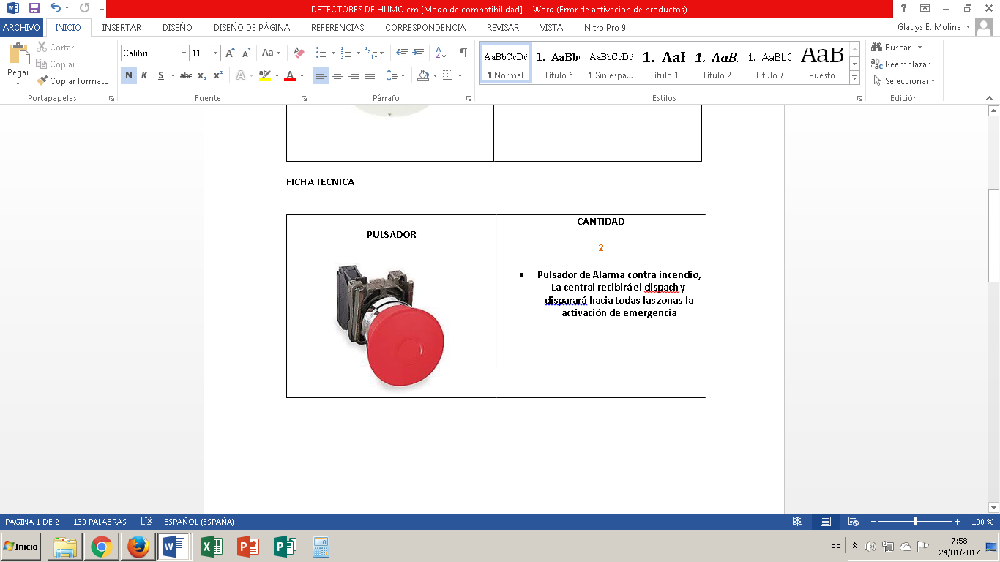 DETECTORES DE HUMO cm [Modo de compatibilidad] - Word (Error de activación de productos)
ARCHIVO INICIO INSERTAR DISEÑO DISEÑO DE PÁGINA REFERENCIAS CORRESPONDENCIA REVISAR VISTA Nitro Pro 9 Gladys E. Molina
Pegar
Cortar
Copiar
Copiar formato
Portapapeles
Calibri 11
N K S abc x₂ x²
Fuente
Párrafo
AaBbCcDc 1. AaBb AaBbCcDc 1. AaI 1. AaB. 1. AaBbC AaB
¶ Normal Título 6 ¶ Sin espa... Título 1 Título 2 Título 7 Puesto
Estilos
Buscar
Reemplazar
Seleccionar
Edición
FICHA TECNICA
PULSADOR
CANTIDAD
2
• Pulsador de Alarma contra incendio,
La central recibirá el dispach y
disparará hacia todas las zonas la
activación de emergencia
PÁGINA 1 DE 2 130 PALABRAS ESPAÑOL (ESPAÑA) 100 %
Inicio
ES
7:58
24/01/2017